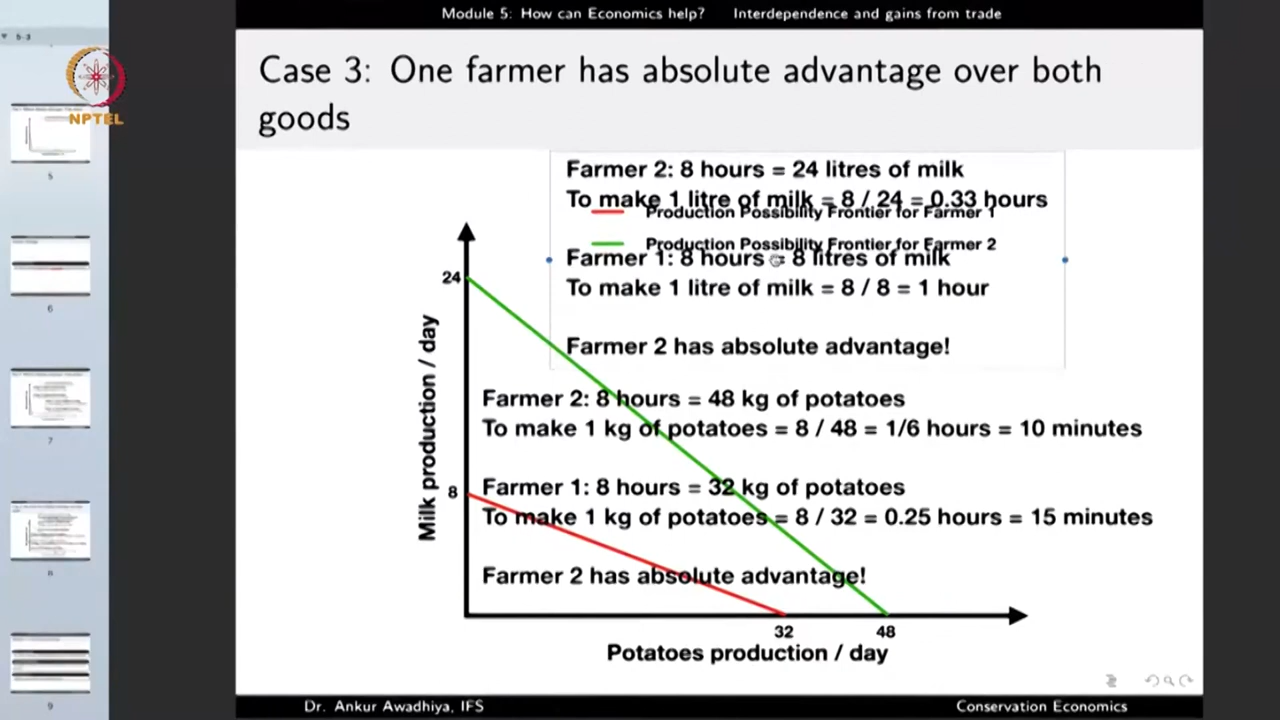 Module 5: How can Economics help? Interdependence and gains from trade
5-3
NPTEL
Case 3: One farmer has absolute advantage over both
goods
Farmer 2: 8 hours = 24 litres of milk
To make 1 litre of milk = 8 / 24 = 0.33 hours
Production Possibility Frontier for Farmer 1
Production Possibility Frontier for Farmer 2
Farmer 1: 8 hours = 8 litres of milk
To make 1 litre of milk = 8 / 8 = 1 hour
Farmer 2 has absolute advantage!
24
Farmer 2: 8 hours = 48 kg of potatoes
To make 1 kg of potatoes = 8 / 48 = 1/6 hours = 10 minutes
Milk production / day
8
Farmer 1: 8 hours = 32 kg of potatoes
To make 1 kg of potatoes = 8 / 32 = 0.25 hours = 15 minutes
Farmer 2 has absolute advantage!
32 48
Potatoes production / day
5
6
7
8
9
Dr. Ankur Awadhiya, IFS Conservation Economics